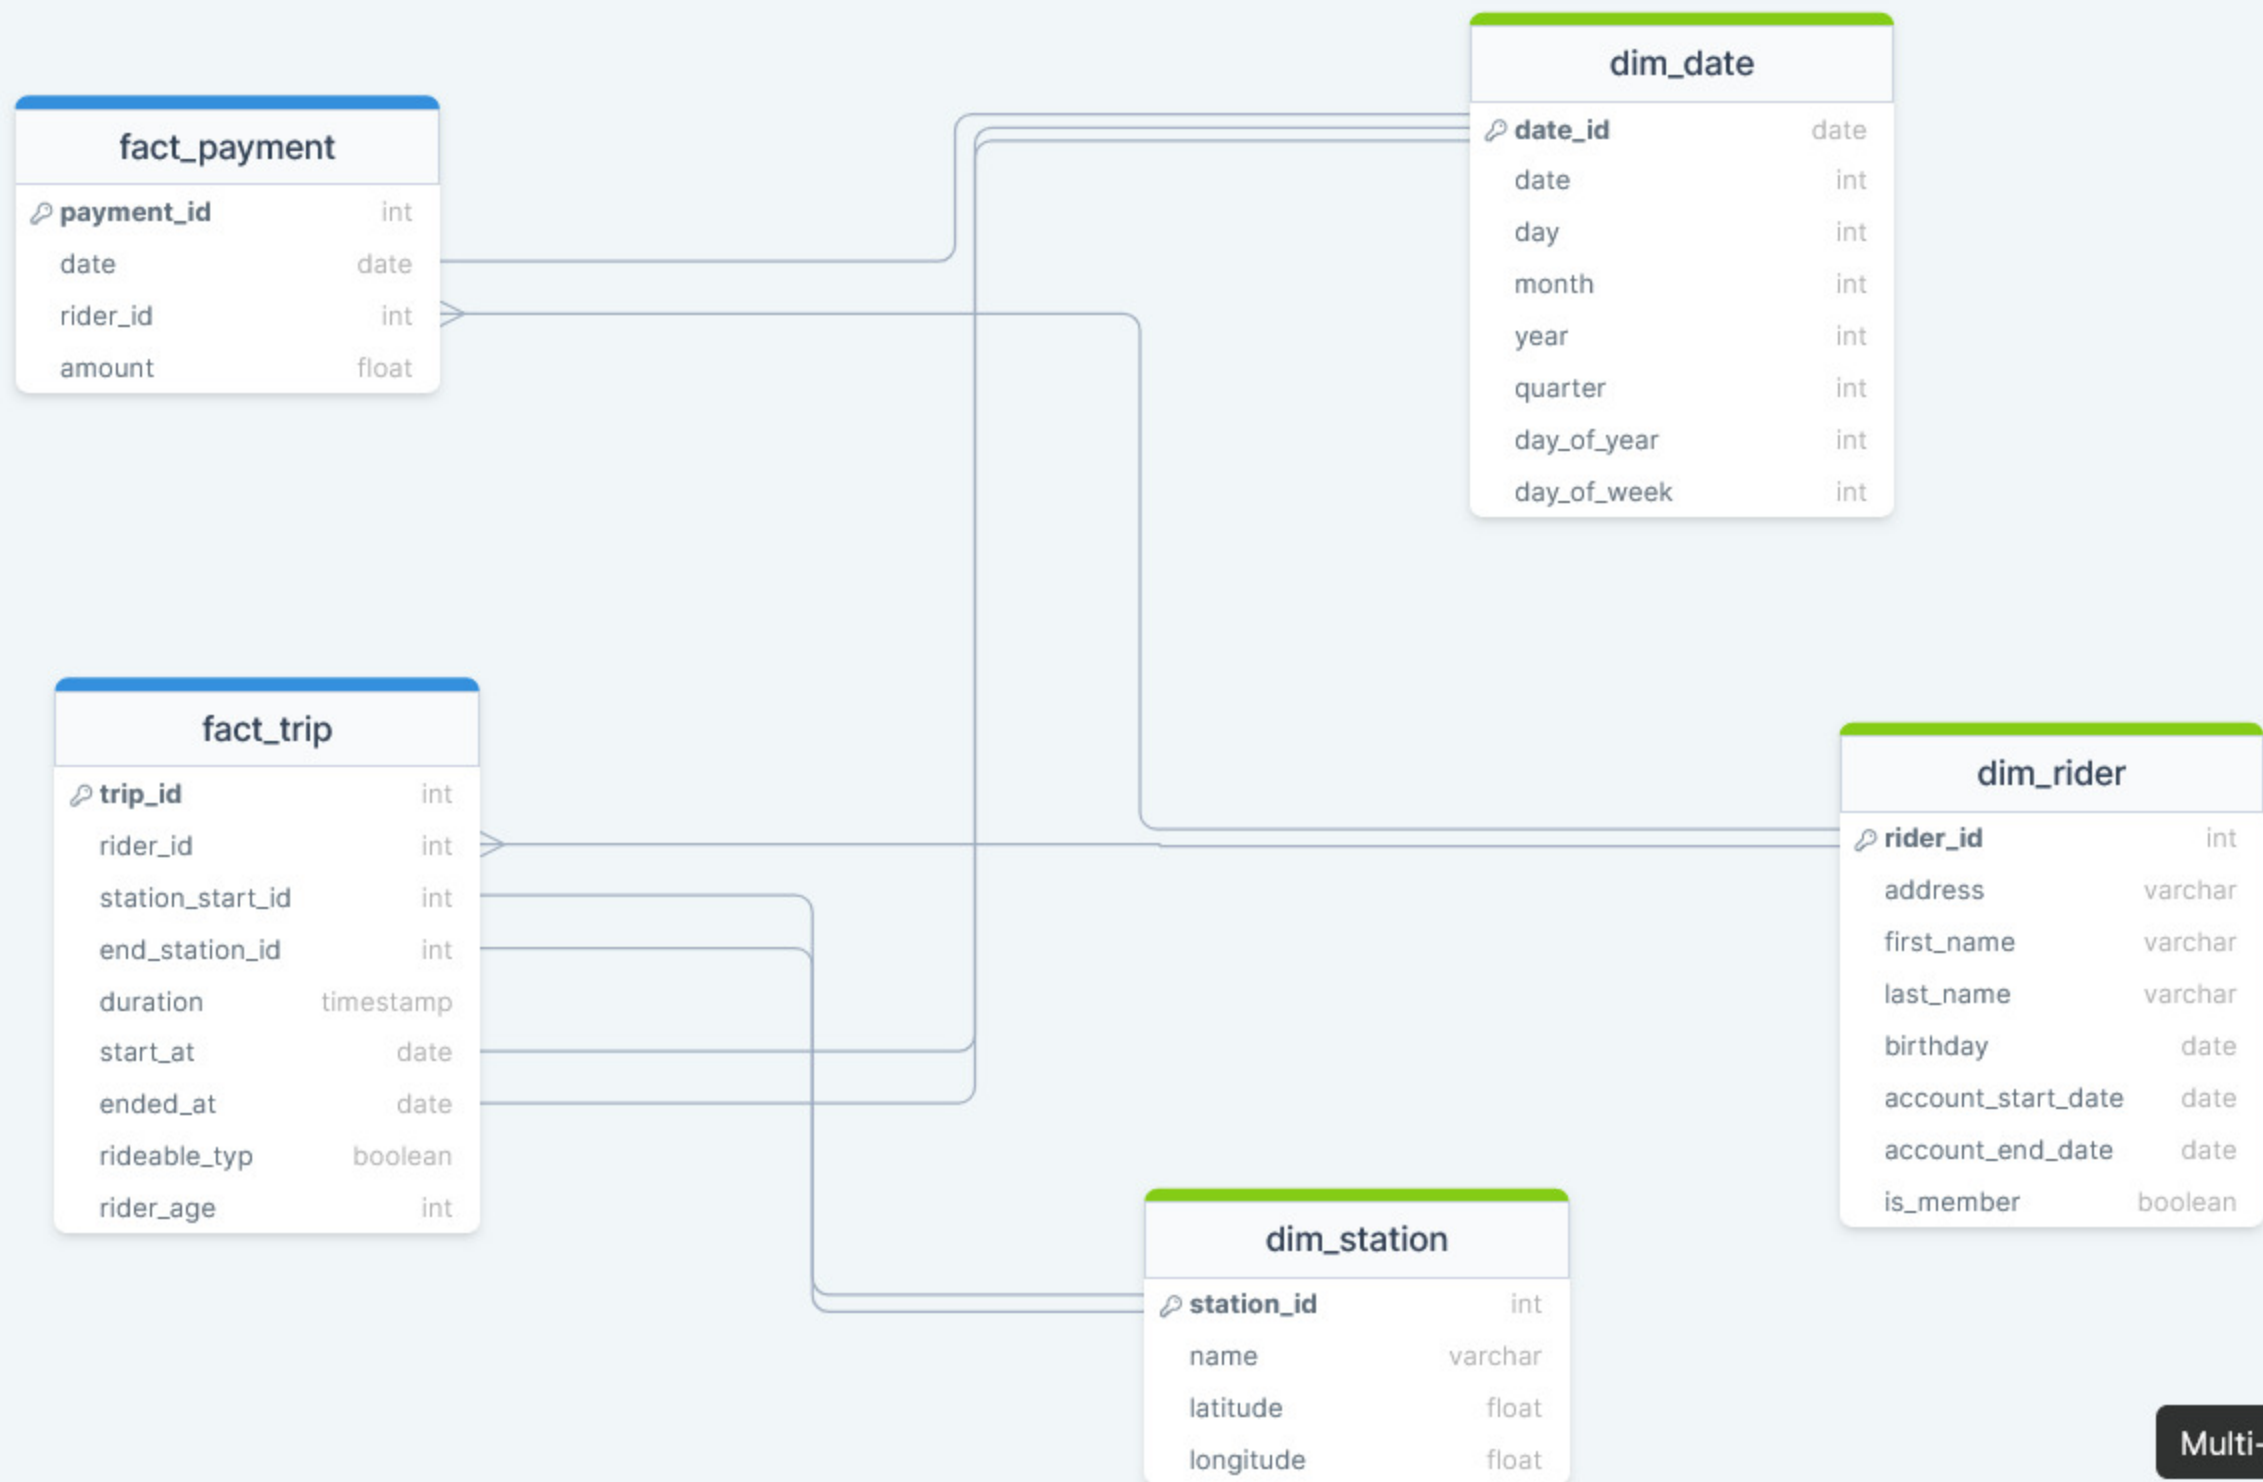 fact_payment
payment_id int
date date
rider_id int
amount float
dim_date
date_id date
date int
day int
month int
year int
quarter int
day_of_year int
day_of_week int
fact_trip
trip_id int
rider_id int
station_start_id int
end_station_id int
duration timestamp
start_at date
ended_at date
rideable_typ boolean
rider_age int
dim_rider
rider_id int
address varchar
first_name varchar
last_name varchar
birthday date
account_start_date date
account_end_date date
is_member boolean
dim_station
station_id int
name varchar
latitude float
longitude float
Multi-